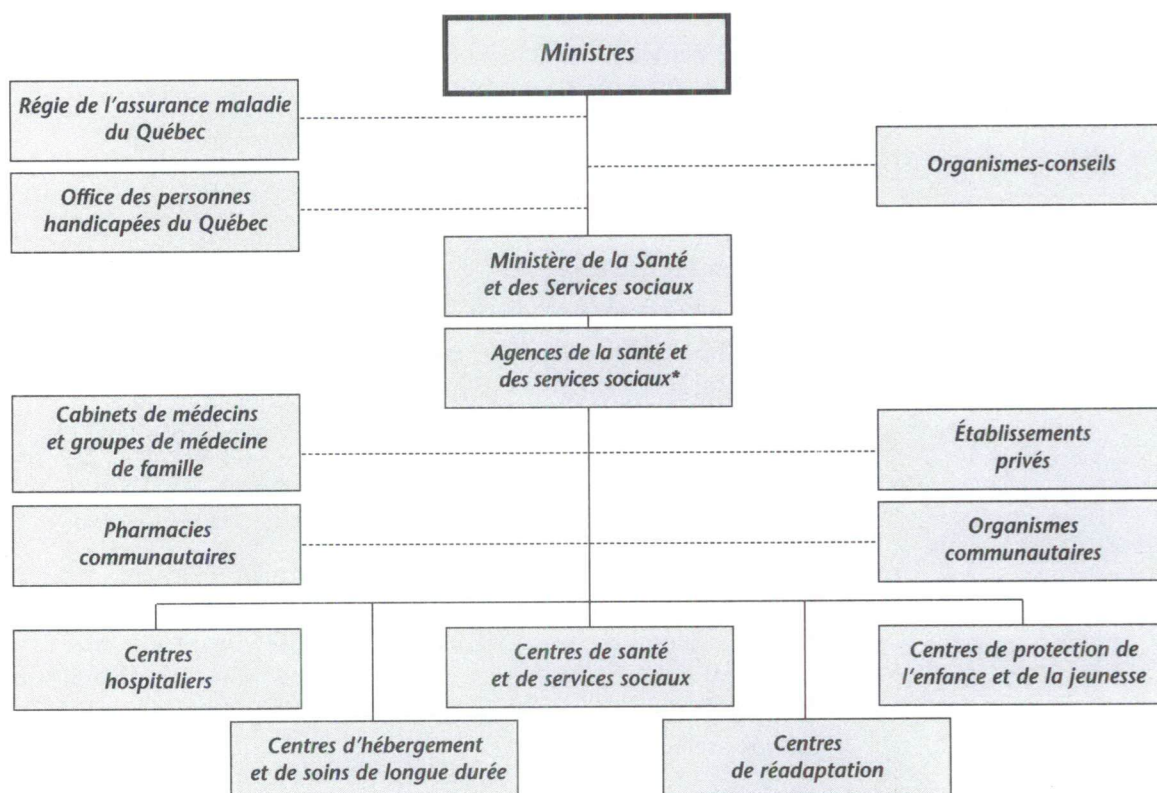 Ministres
Régie de l'assurance maladie
du Québec
Organismes-conseils
Office des personnes
handicapées du Québec
Ministère de la Santé
et des Services sociaux
Agences de la santé et
des services sociaux*
Cabinets de médecins
et groupes de médecine
de famille
Établissements
privés
Pharmacies
communautaires
Organismes
communautaires
Centres
hospitaliers
Centres de santé
et de services sociaux
Centres de protection de
l'enfance et de la jeunesse
Centres d'hébergement
et de soins de longue durée
Centres
de réadaptation